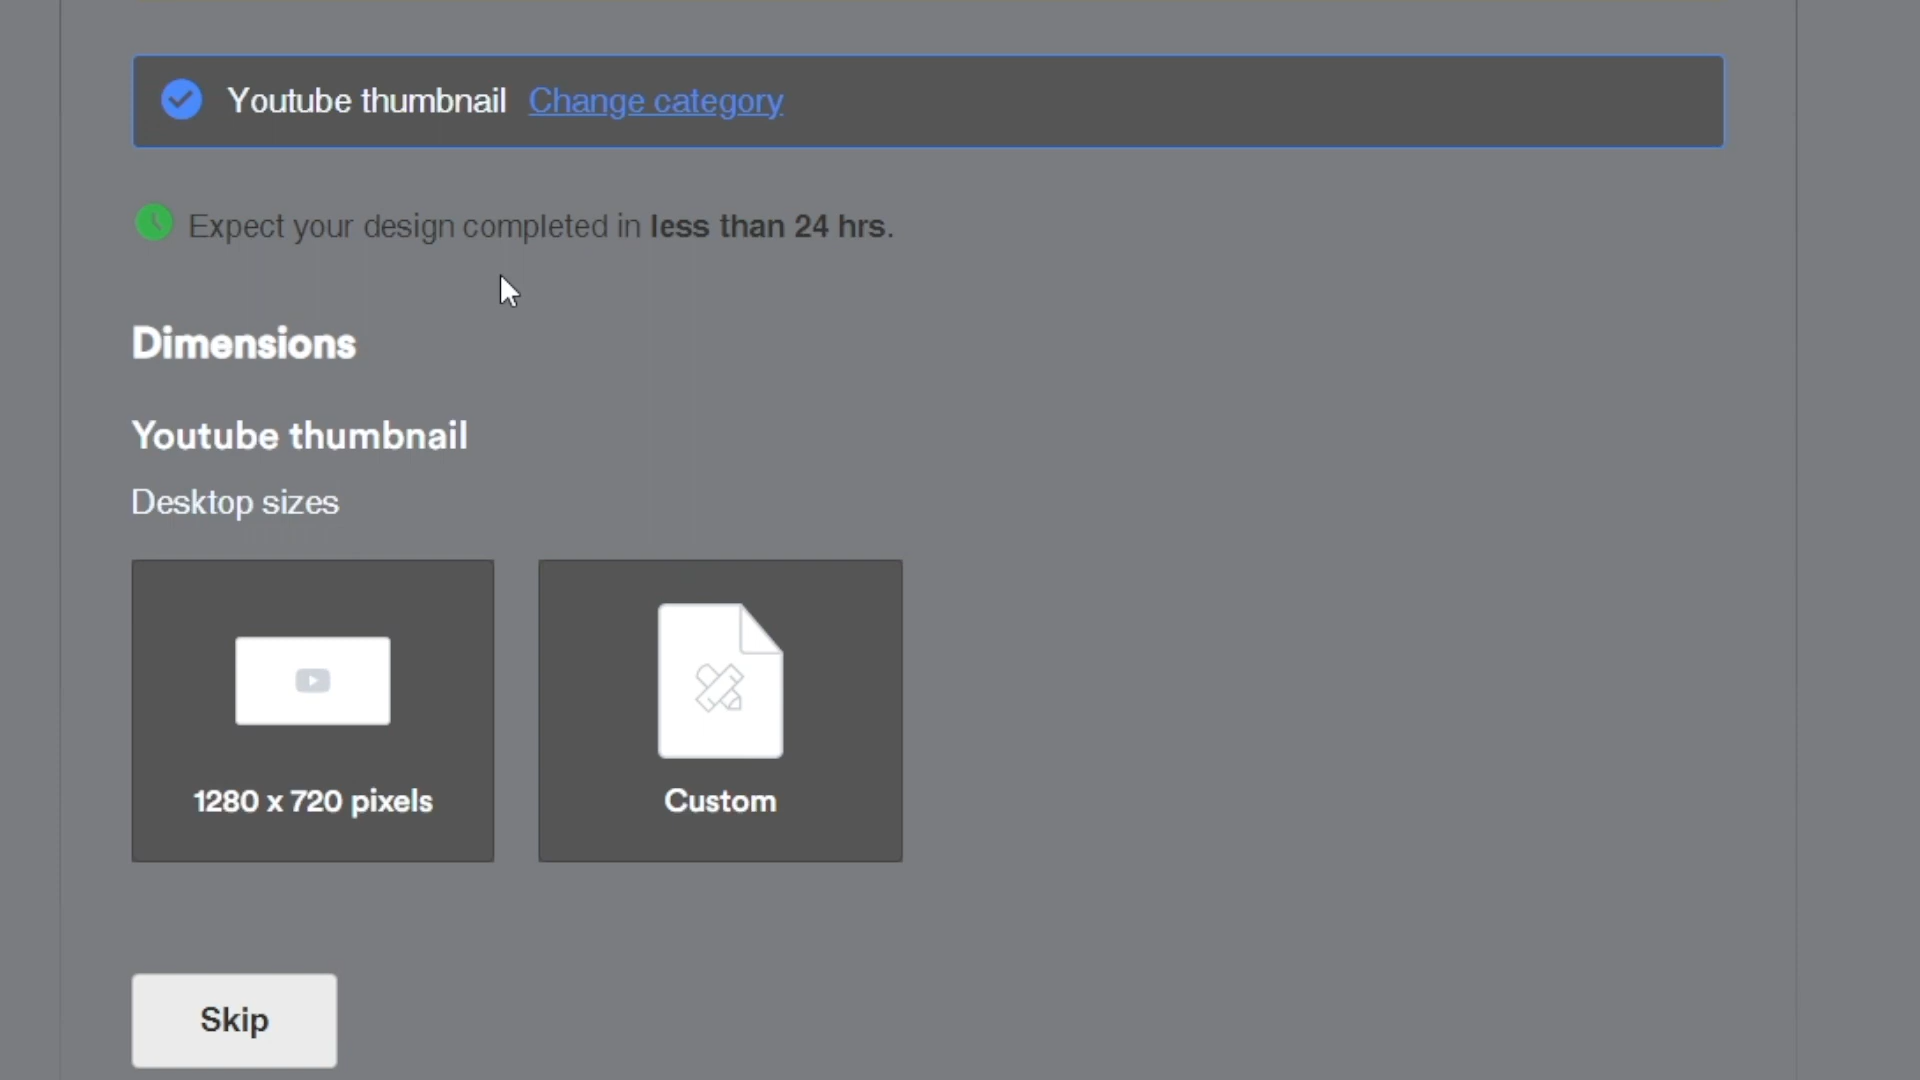 Youtube thumbnail Change category
Expect your design completed in less than 24 hrs.
Dimensions
Youtube thumbnail
Desktop sizes
1280 x 720 pixels
Custom
Skip